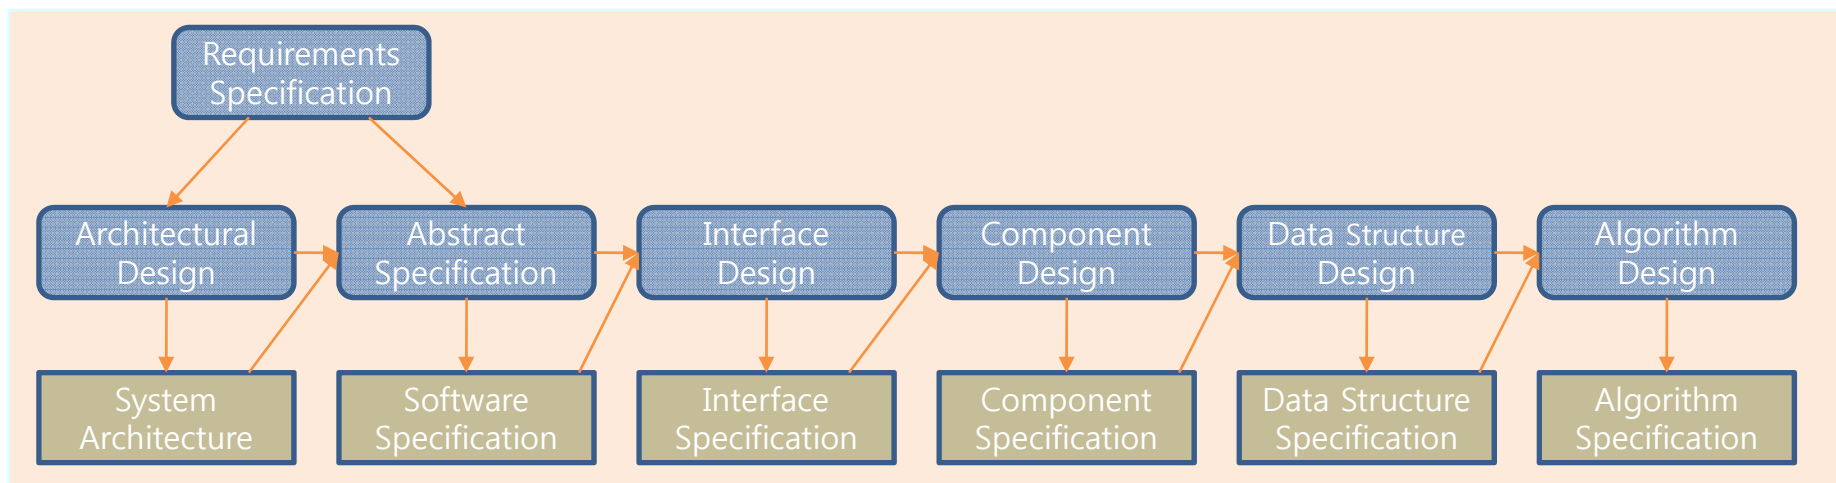 Requirements
Specification
Architectural
Design
Abstract
Specification
Interface
Design
Component
Design
Data Structure
Design
Algorithm
Design
System
Architecture
Software
Specification
Interface
Specification
Component
Specification
Data Structure
Specification
Algorithm
Specification